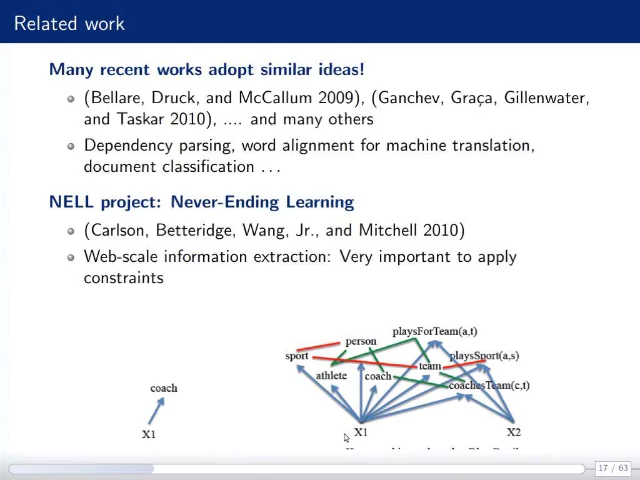 Related work
Many recent works adopt similar ideas!
(Bellare, Druck, and McCallum 2009), (Ganchev, Graça, Gillenwater,
and Taskar 2010), .... and many others
Dependency parsing, word alignment for machine translation,
document classification ...
NELL project: Never-Ending Learning
(Carlson, Betteridge, Wang, Jr., and Mitchell 2010)
Web-scale information extraction: Very important to apply
constraints
playsForTeam(a,t)
person
sport
playsSport(a,s)
team
athlete
coach
coachesTeam(c,t)
coach
X1
X1
X2
17 / 63